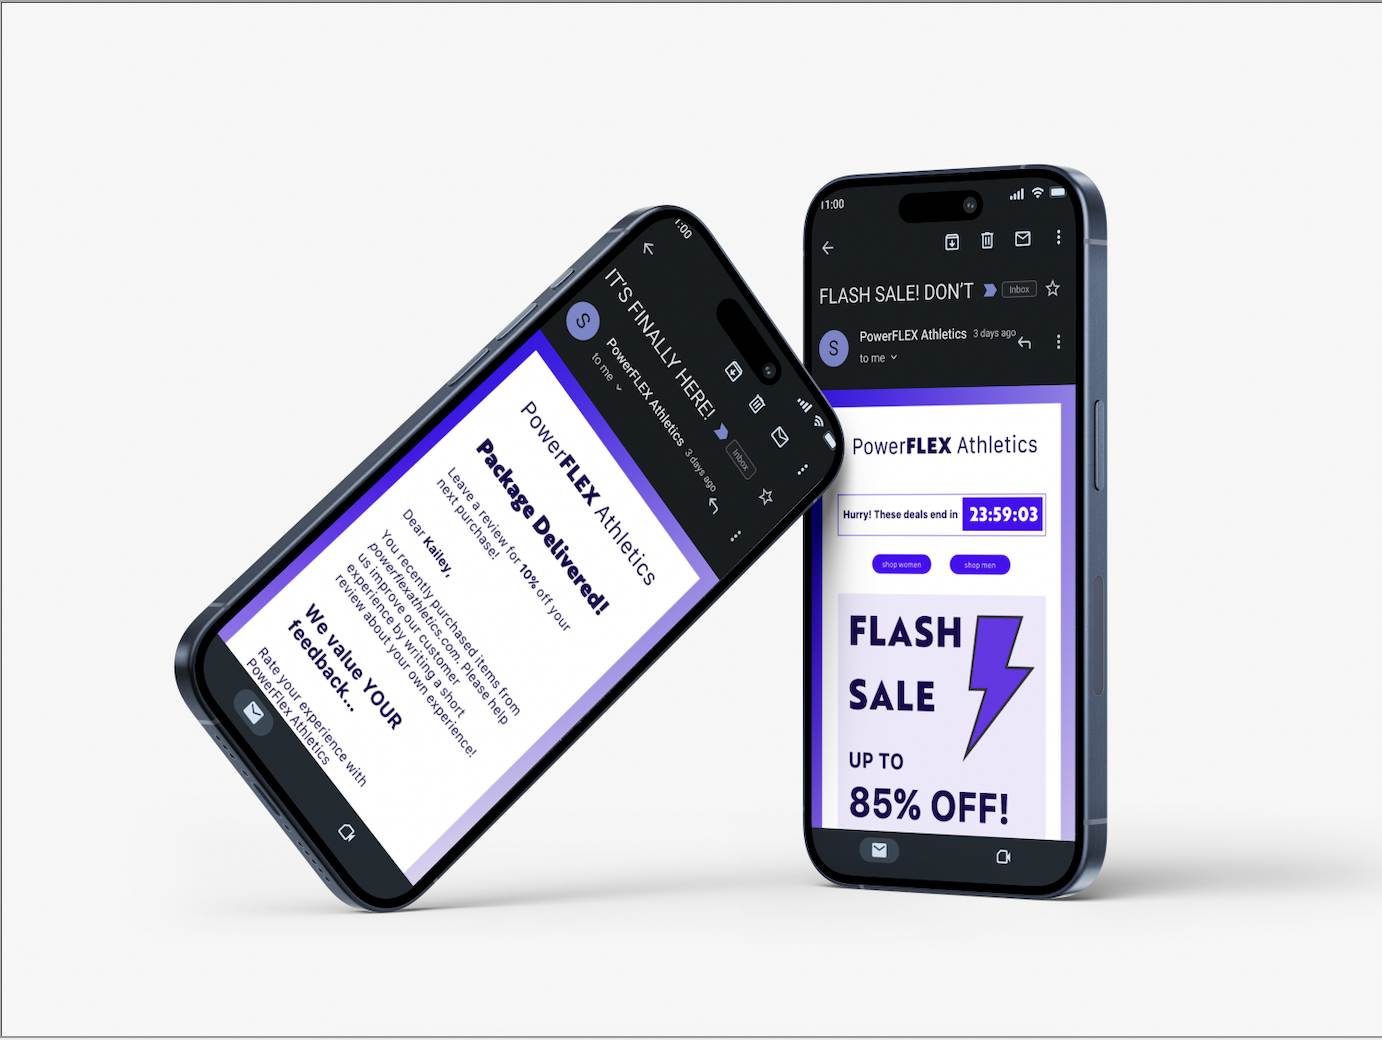 1:00
IT'S FINALLY HERE!
Inbox
S
PowerFLEX Athletics 3 days ago
to me
PowerFLEX Athletics
Package Delivered!
Leave a review for 10% off your
next purchase!
Dear Kailey,
You recently purchased items from
powerflexathletics.com. Please help
us improve our customer
experience by writing a short
review about your own experience!
We value YOUR
feedback...
Rate your experience with
PowerFlex Athletics
11:00
FLASH SALE! DON'T
Inbox
S
PowerFLEX Athletics 3 days ago
to me
PowerFLEX Athletics
Hurry! These deals end in 23:59:03
shop women shop men
FLASH
SALE
UP TO
85% OFF!